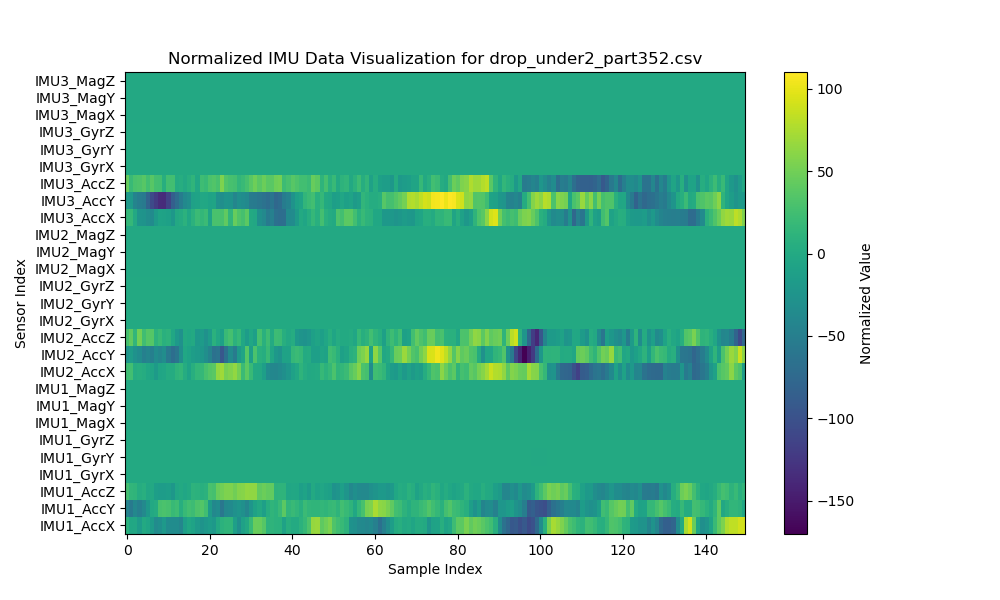 Normalized IMU Data Visualization for drop_under2_part352.csv
IMU3_MagZ
IMU3_MagY
IMU3_MagX
IMU3_GyrZ
IMU3_GyrY
IMU3_GyrX
IMU3_AccZ
IMU3_AccY
IMU3_AccX
IMU2_MagZ
IMU2_MagY
IMU2_MagX
IMU2_GyrZ
IMU2_GyrY
IMU2_GyrX
IMU2_AccZ
IMU2_AccY
IMU2_AccX
IMU1_MagZ
IMU1_MagY
IMU1_MagX
IMU1_GyrZ
IMU1_GyrY
IMU1_GyrX
IMU1_AccZ
IMU1_AccY
IMU1_AccX
Sensor Index
0 20 40 60 80 100 120 140
Sample Index
100
50
0
−50
−100
−150
Normalized Value